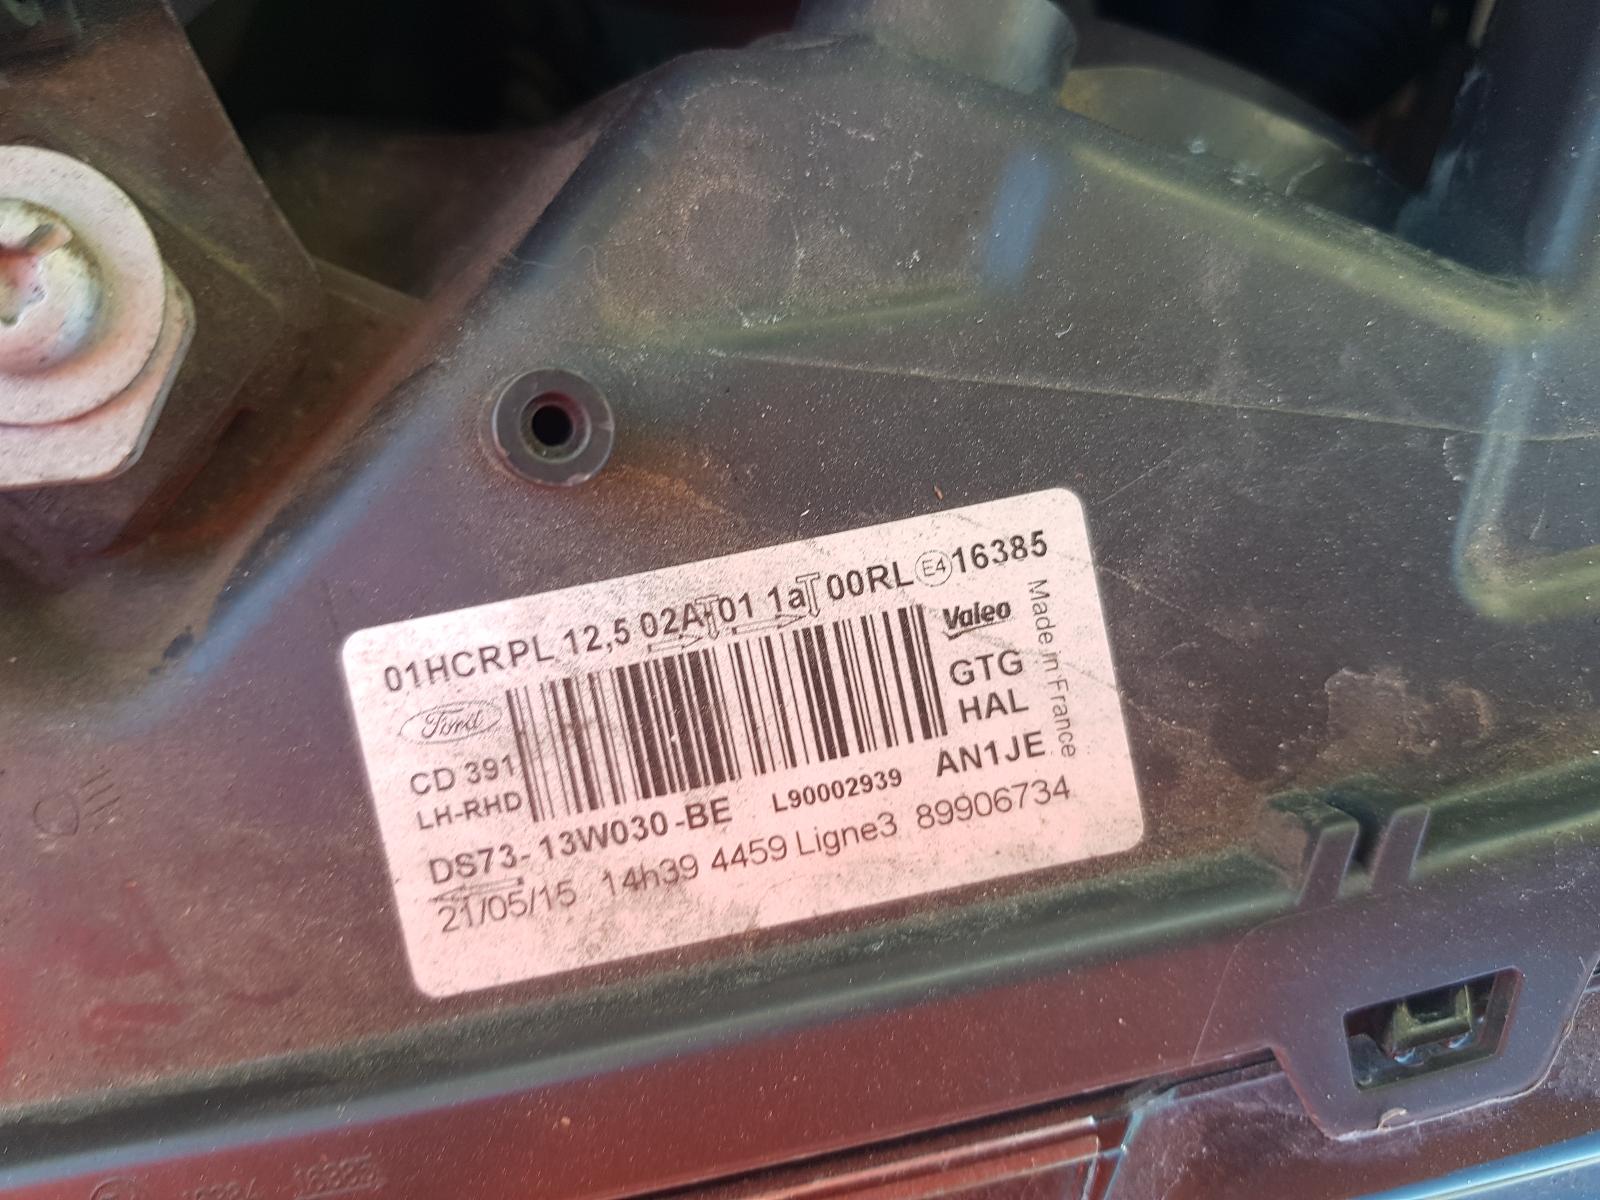 01HCRPL 12,5 02A-01 1aT 00RL E4 16385
Ford
Valeo
Made in France
GTG
HAL
CD 391
LH-RHD
AN1JE
DS73-13W030-BE L90002939
21/05/15 14h39 4459 Ligne3 89906734